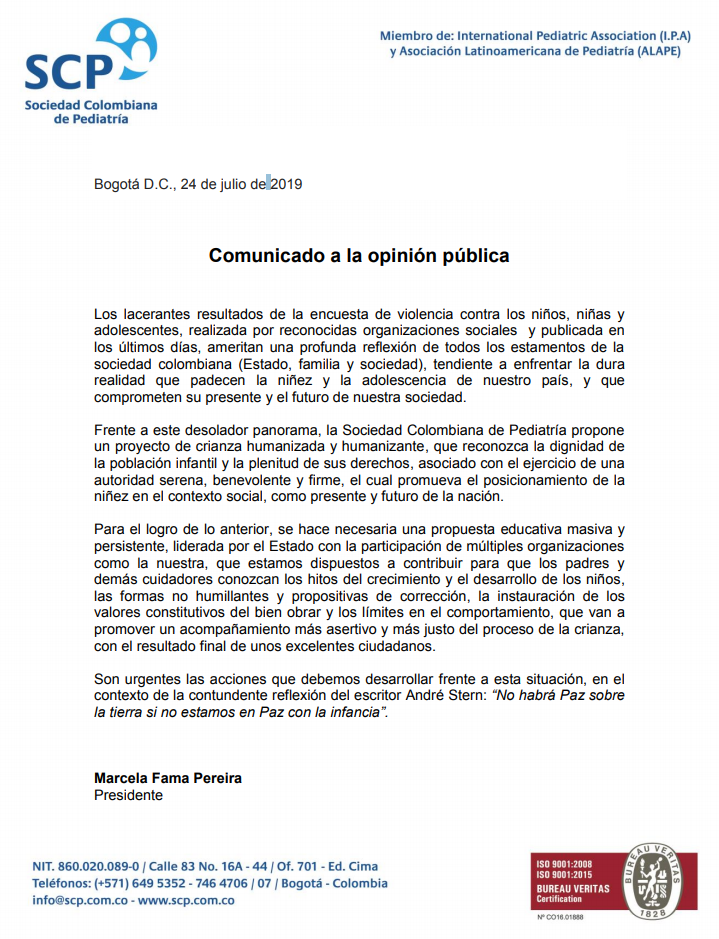 SCP
Sociedad Colombiana
de Pediatría
Miembro de: International Pediatric Association (I.P.A)
y Asociación Latinoamericana de Pediatría (ALAPE)
Bogotá D.C., 24 de julio de 2019
Comunicado a la opinión pública
Los lacerantes resultados de la encuesta de violencia contra los niños, niñas y
adolescentes, realizada por reconocidas organizaciones sociales y publicada en
los últimos días, ameritan una profunda reflexión de todos los estamentos de la
sociedad colombiana (Estado, familia y sociedad), tendiente a enfrentar la dura
realidad que padecen la niñez y la adolescencia de nuestro país, y que
comprometen su presente y el futuro de nuestra sociedad.
Frente a este desolador panorama, la Sociedad Colombiana de Pediatría propone
un proyecto de crianza humanizada y humanizante, que reconozca la dignidad de
la población infantil y la plenitud de sus derechos, asociado con el ejercicio de una
autoridad serena, benevolente y firme, el cual promueva el posicionamiento de la
niñez en el contexto social, como presente y futuro de la nación.
Para el logro de lo anterior, se hace necesaria una propuesta educativa masiva y
persistente, liderada por el Estado con la participación de múltiples organizaciones
como la nuestra, que estamos dispuestos a contribuir para que los padres y
demás cuidadores conozcan los hitos del crecimiento y el desarrollo de los niños,
las formas no humillantes y propositivas de corrección, la instauración de los
valores constitutivos del bien obrar y los límites en el comportamiento, que van a
promover un acompañamiento más asertivo y más justo del proceso de la crianza,
con el resultado final de unos excelentes ciudadanos.
Son urgentes las acciones que debemos desarrollar frente a esta situación, en el
contexto de la contundente reflexión del escritor André Stern: “No habrá Paz sobre
la tierra si no estamos en Paz con la infancia”.
Marcela Fama Pereira
Presidente
NIT. 860.020.089-0 / Calle 83 No. 16A - 44 / Of. 701 - Ed. Cima
Teléfonos: (+571) 649 5352 - 746 4706 / 07 / Bogotá - Colombia
info@scp.com.co - www.scp.com.co
ISO 9001:2008
ISO 9001:2015
BUREAU VERITAS
Certification
BUREAU VERITAS
1828
Nº CO16.01888